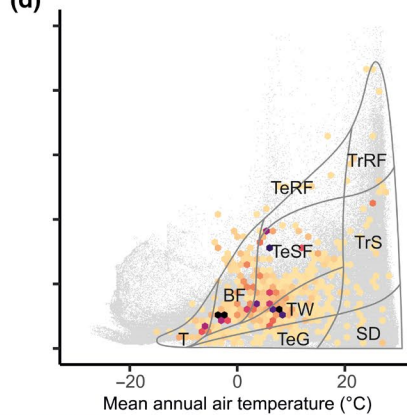 (d)
TrRF
TeRF
TrS
TeSF
BF
TW
SD
TeG
T
−20 0 20
Mean annual air temperature (°C)